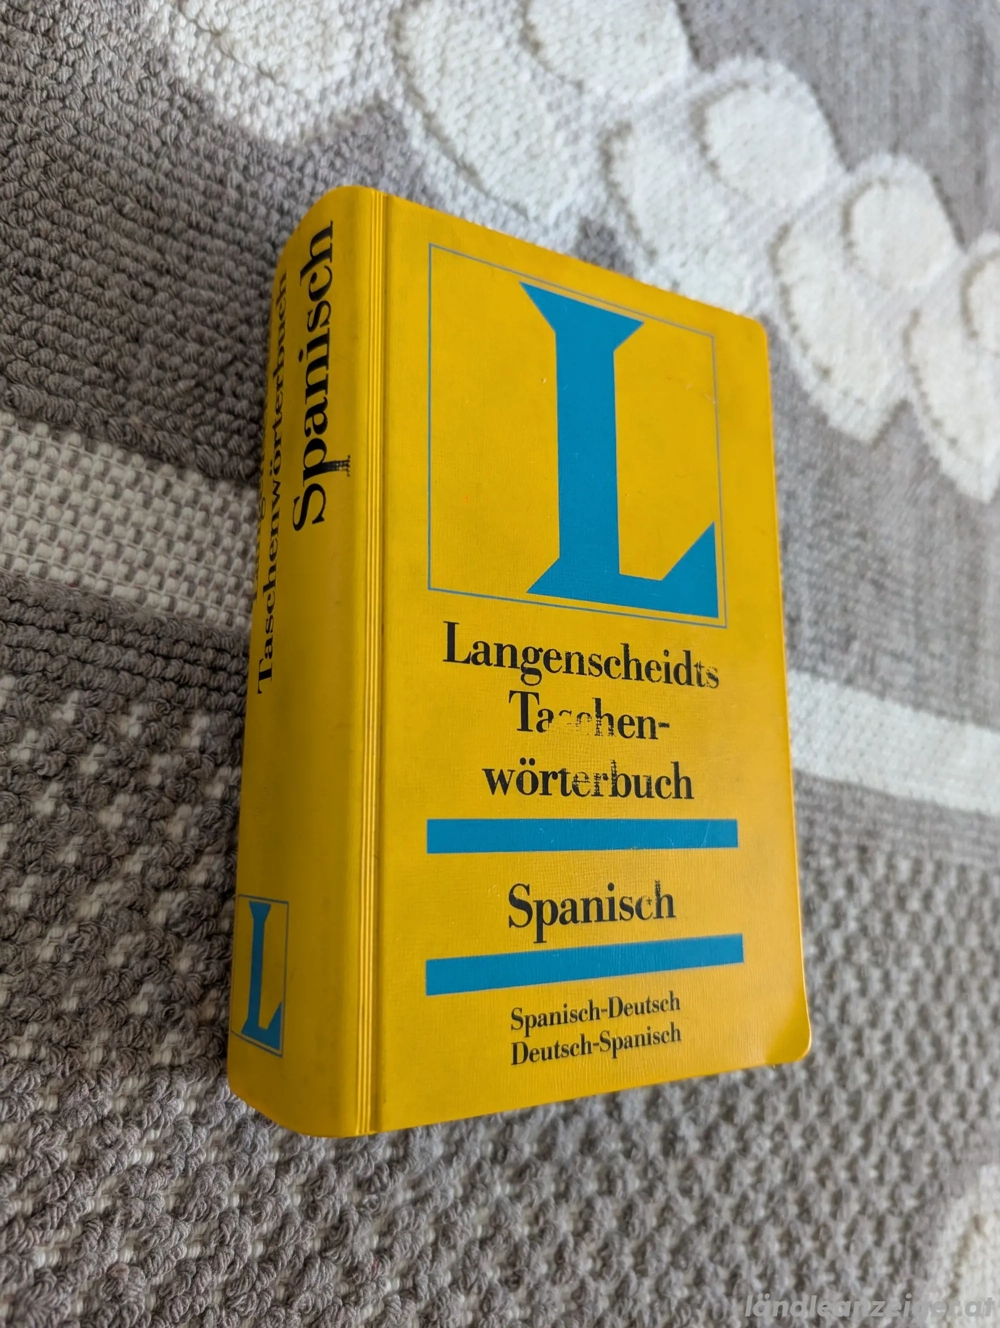 Taschenwörterbuch
Spanisch
L
L
Langenscheidts
Taschen-
wörterbuch
Spanisch
Spanisch-Deutsch
Deutsch-Spanisch
ländleanzeiger.at